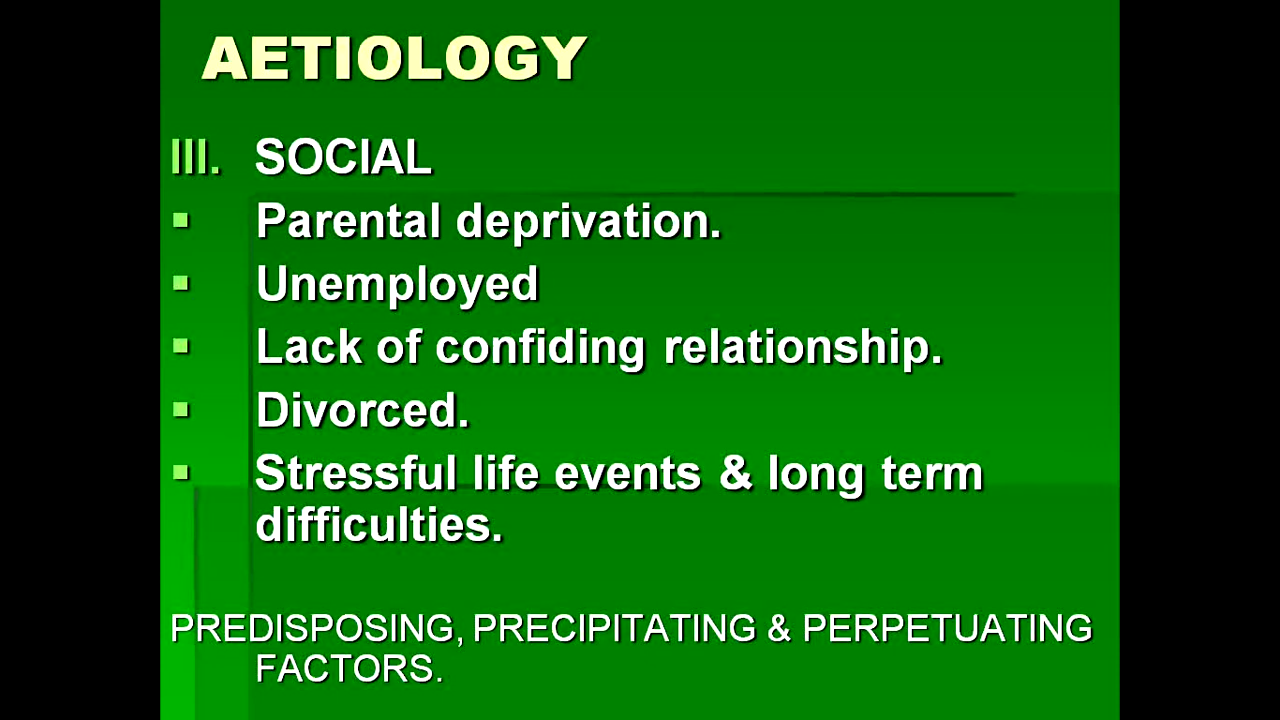 AETIOLOGY
III. SOCIAL
▪ Parental deprivation.
▪ Unemployed
▪ Lack of confiding relationship.
▪ Divorced.
▪ Stressful life events & long term
difficulties.
PREDISPOSING, PRECIPITATING & PERPETUATING
FACTORS.